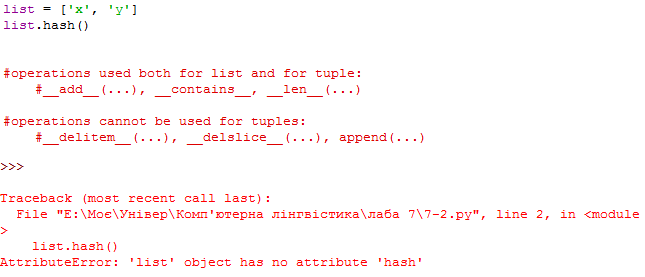 list = ['x', 'y']
list.hash()
#operations used both for list and for tuple:
#__add__(...), __contains__, __len__(...)
#operations cannot be used for tuples:
#__delitem__(...), __delslice__(...), append(...)
>>>
Traceback (most recent call last):
File "E:\Моє\Універ\Комп'ютерна лінгвістика\лаба 7\7-2.py", line 2, in <module
>
list.hash()
AttributeError: 'list' object has no attribute 'hash'